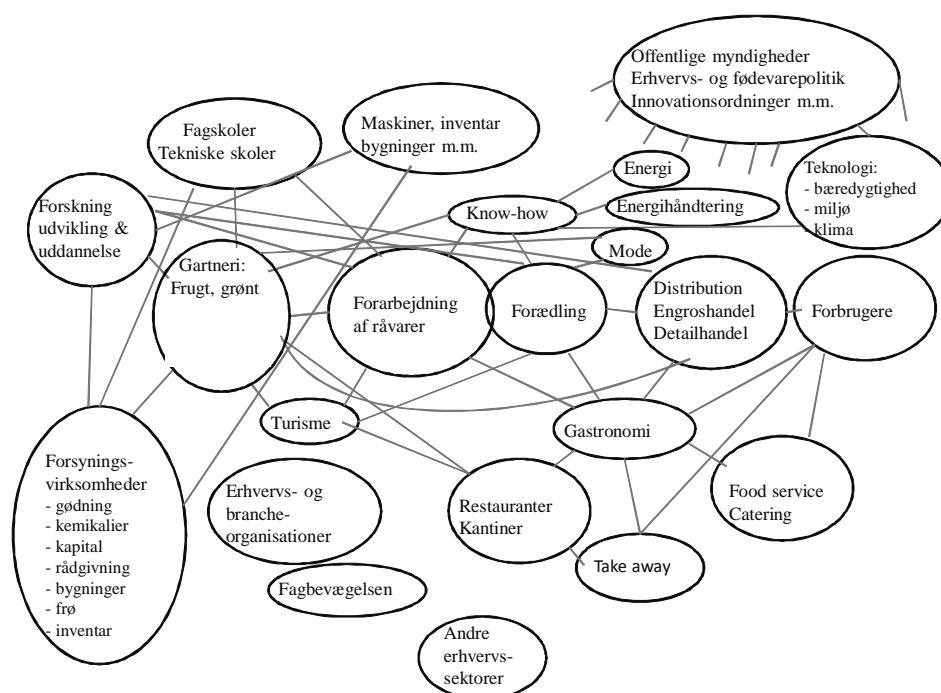 Offentlige myndigheder
Erhvervs- og fødevarepolitik
Innovationsordninger m.m.
Fagskoler
Tekniske skoler
Maskiner, inventar
bygninger m.m.
Energi
Teknologi:
- bæredygtighed
- miljø
- klima
Forskning
udvikling &
uddannelse
Know-how
Energihåndtering
Mode
Gartneri:
Frugt, grønt
Forarbejdning
af råvarer
Forædling
Distribution
Engroshandel
Detailhandel
Forbrugere
Turisme
Gastronomi
Forsynings-
virksomheder
- gødning
- kemikalier
- kapital
- rådgivning
- bygninger
- frø
- inventar
Erhvervs- og
branche-
organisationer
Restauranter
Kantiner
Food service
Catering
Take away
Fagbevægelsen
Andre
erhvervs-
sektorer